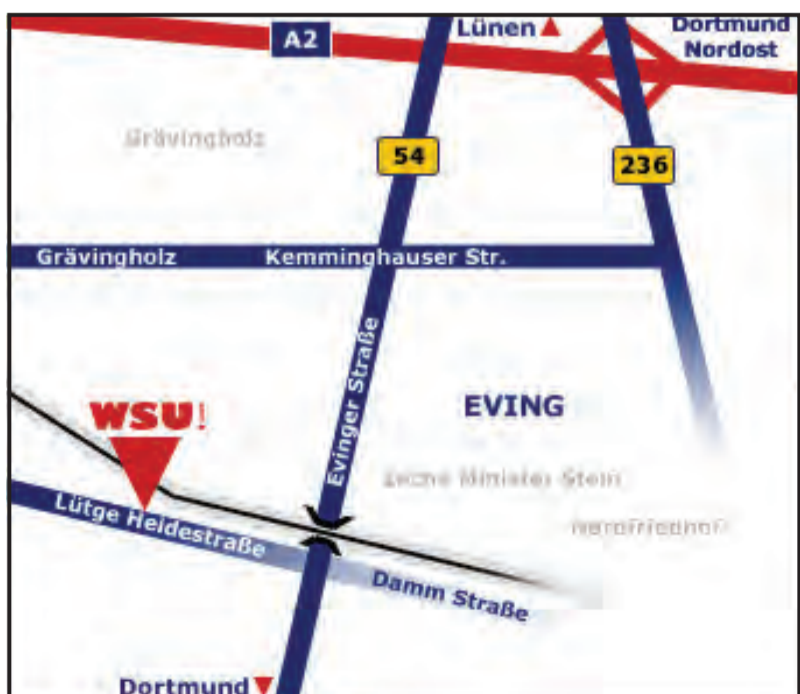 Lünen
Dortmund
Nordost
A2
Grävingholz
54
236
Grävingholz
Kemminghauser Str.
Evinger Straße
EVING
WSU!
Zeche Minister Stein
Nordfriedhof
Lütge Heidestraße
Damm Straße
Dortmund